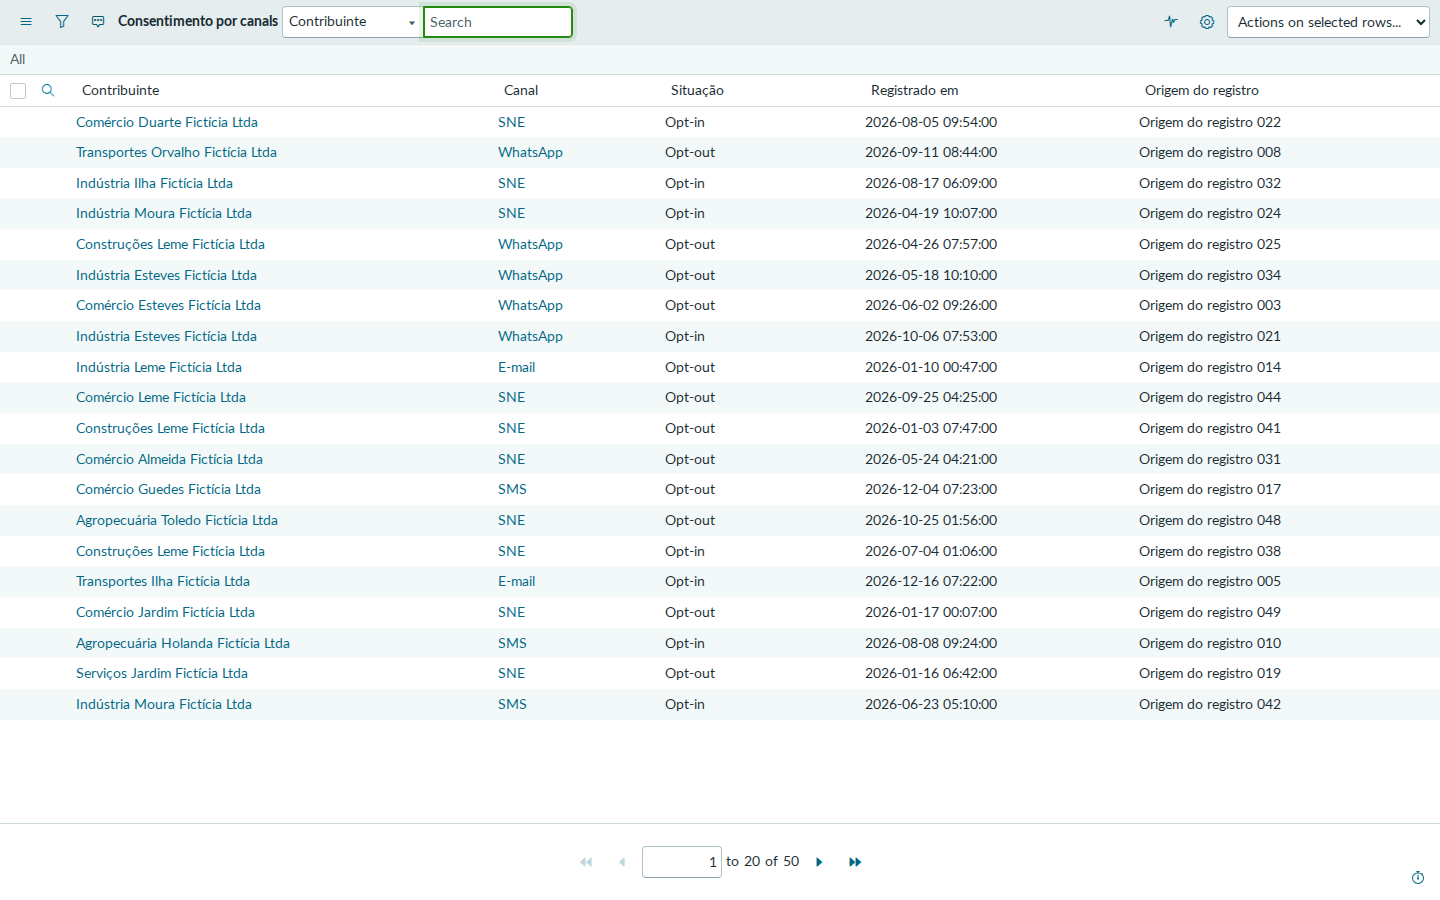 Consentimento por canals Contribuinte Search Actions on selected rows...
All
Contribuinte Canal Situação Registrado em Origem do registro
Comércio Duarte Fictícia Ltda SNE Opt-in 2026-08-05 09:54:00 Origem do registro 022
Transportes Orvalho Fictícia Ltda WhatsApp Opt-out 2026-09-11 08:44:00 Origem do registro 008
Indústria Ilha Fictícia Ltda SNE Opt-in 2026-08-17 06:09:00 Origem do registro 032
Indústria Moura Fictícia Ltda SNE Opt-in 2026-04-19 10:07:00 Origem do registro 024
Construções Leme Fictícia Ltda WhatsApp Opt-out 2026-04-26 07:57:00 Origem do registro 025
Indústria Esteves Fictícia Ltda WhatsApp Opt-out 2026-05-18 10:10:00 Origem do registro 034
Comércio Esteves Fictícia Ltda WhatsApp Opt-out 2026-06-02 09:26:00 Origem do registro 003
Indústria Esteves Fictícia Ltda WhatsApp Opt-in 2026-10-06 07:53:00 Origem do registro 021
Indústria Leme Fictícia Ltda E-mail Opt-out 2026-01-10 00:47:00 Origem do registro 014
Comércio Leme Fictícia Ltda SNE Opt-out 2026-09-25 04:25:00 Origem do registro 044
Construções Leme Fictícia Ltda SNE Opt-out 2026-01-03 07:47:00 Origem do registro 041
Comércio Almeida Fictícia Ltda SNE Opt-out 2026-05-24 04:21:00 Origem do registro 031
Comércio Guedes Fictícia Ltda SMS Opt-out 2026-12-04 07:23:00 Origem do registro 017
Agropecuária Toledo Fictícia Ltda SNE Opt-out 2026-10-25 01:56:00 Origem do registro 048
Construções Leme Fictícia Ltda SNE Opt-in 2026-07-04 01:06:00 Origem do registro 038
Transportes Ilha Fictícia Ltda E-mail Opt-in 2026-12-16 07:22:00 Origem do registro 005
Comércio Jardim Fictícia Ltda SNE Opt-out 2026-01-17 00:07:00 Origem do registro 049
Agropecuária Holanda Fictícia Ltda SMS Opt-in 2026-08-08 09:24:00 Origem do registro 010
Serviços Jardim Fictícia Ltda SNE Opt-out 2026-01-16 06:42:00 Origem do registro 019
Indústria Moura Fictícia Ltda SMS Opt-in 2026-06-23 05:10:00 Origem do registro 042
1 to 20 of 50